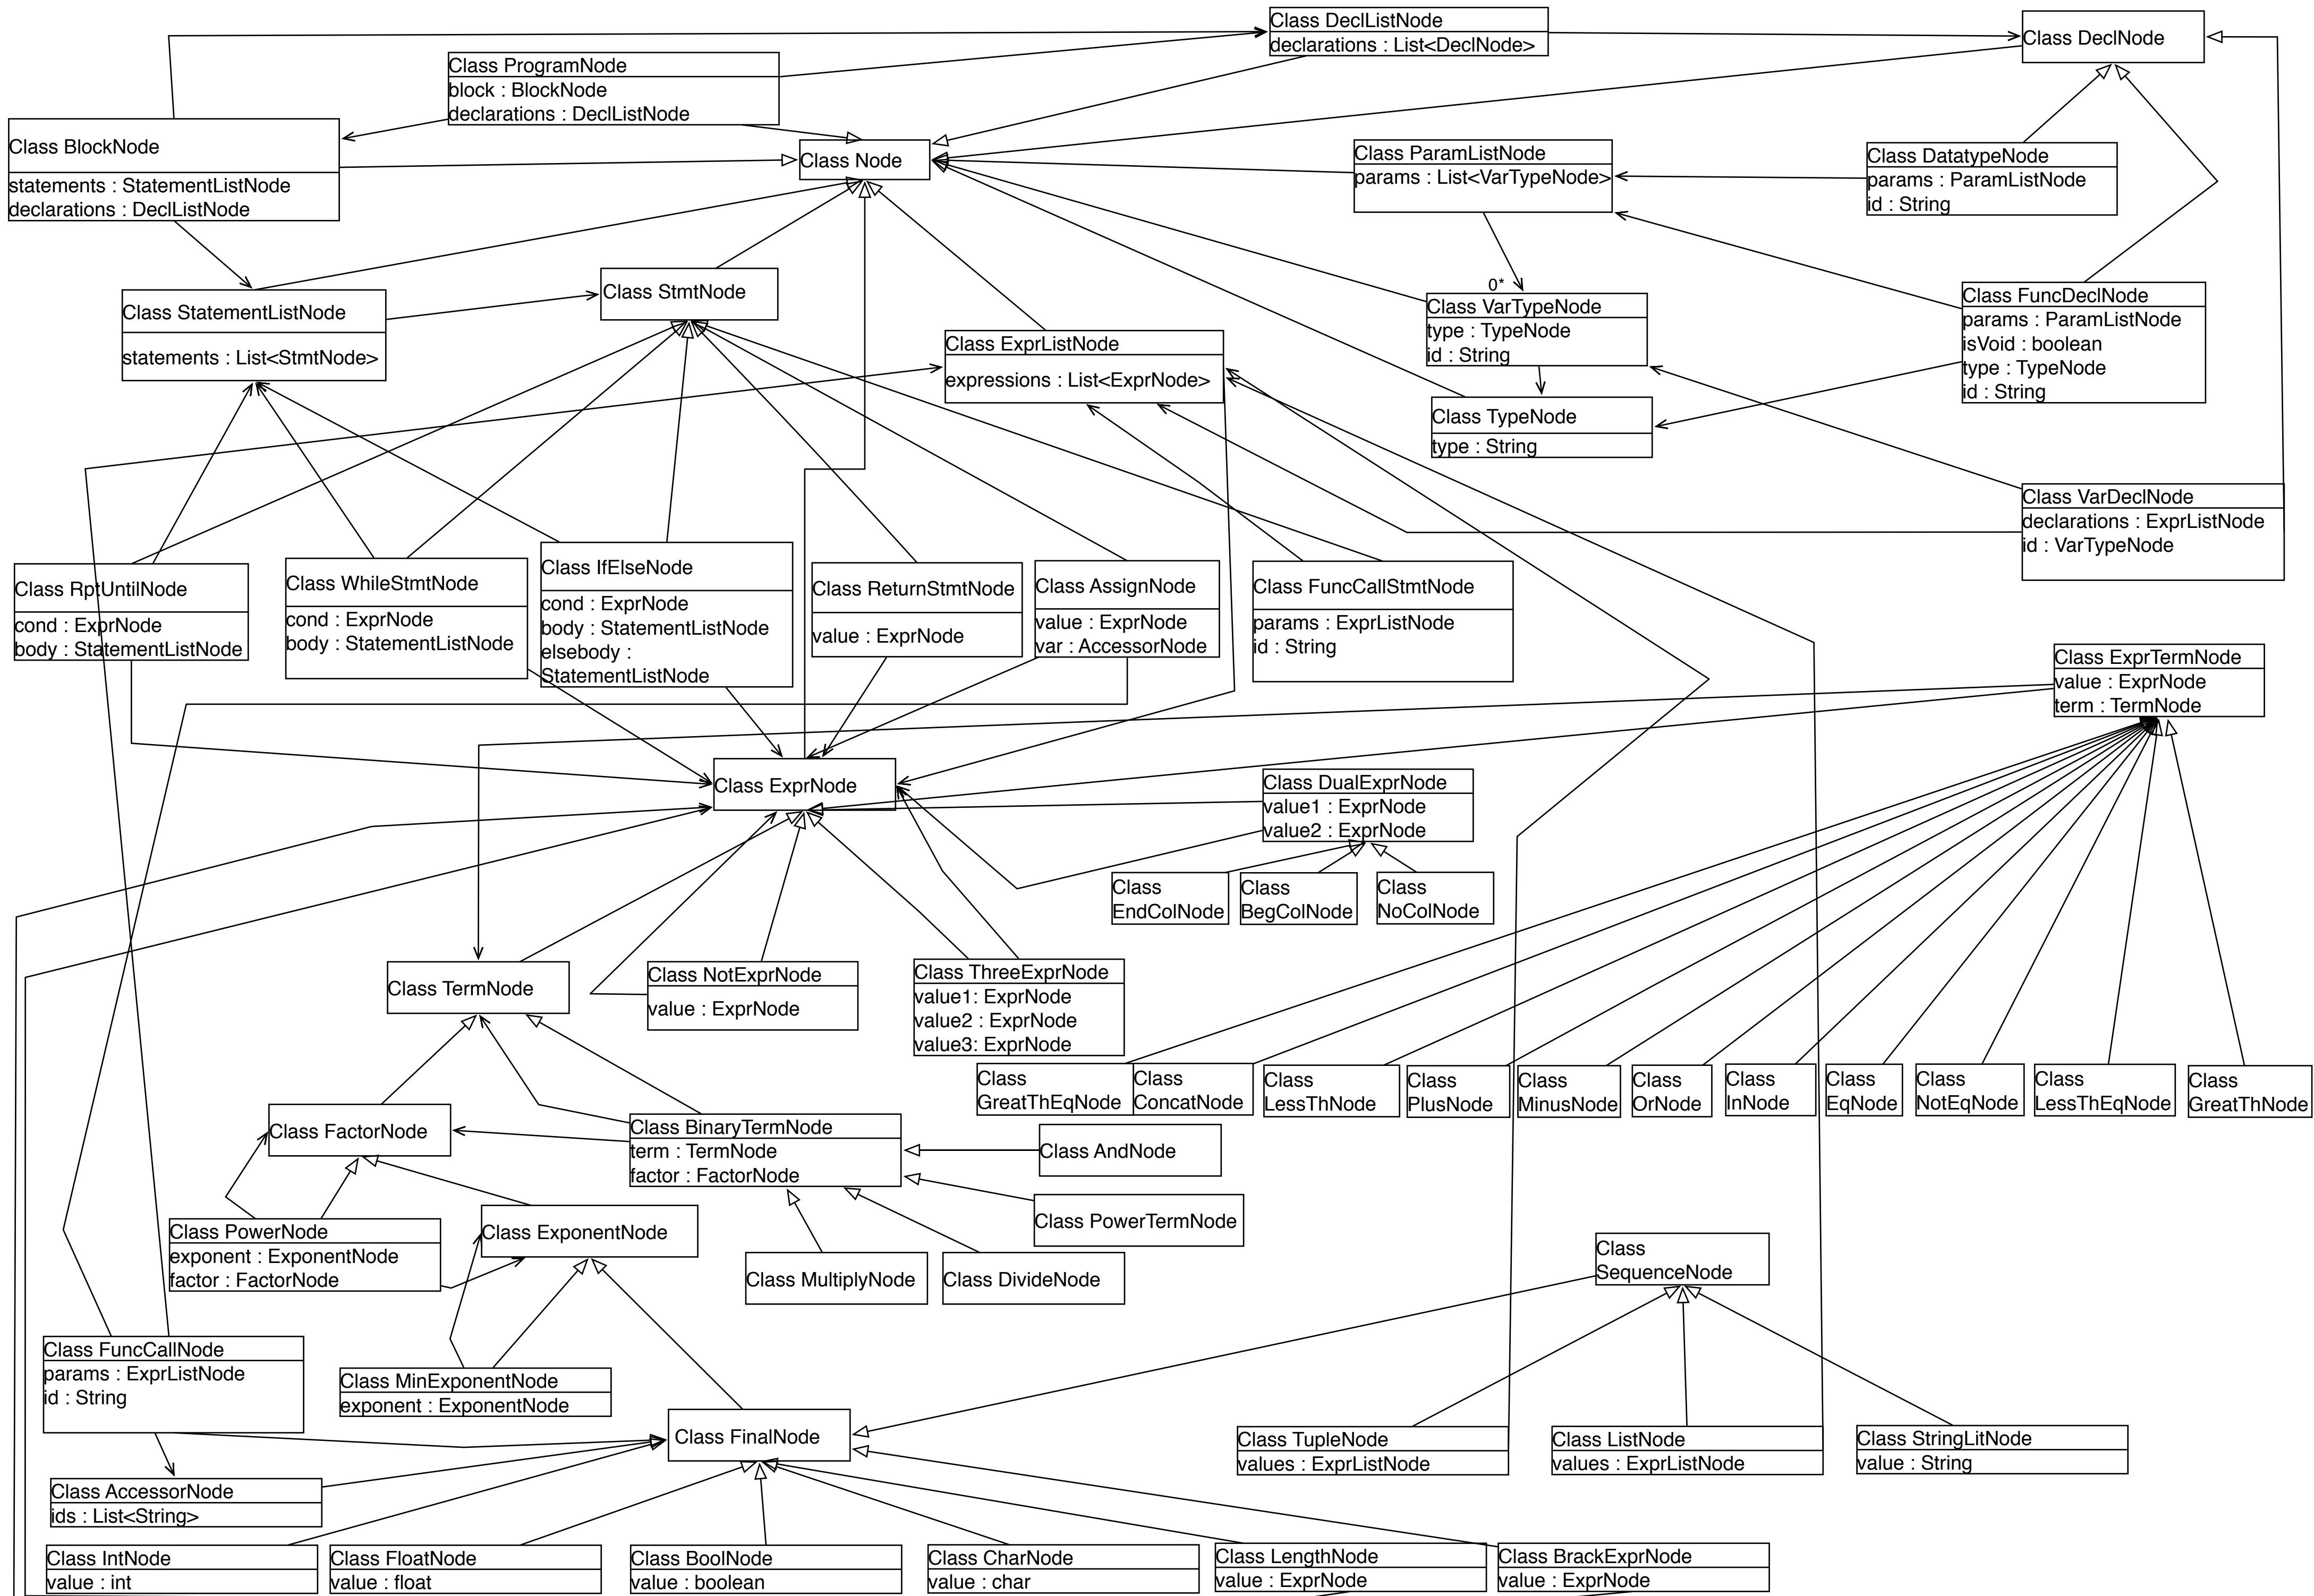 Class DeclListNode
declarations : List<DeclNode>
Class DeclNode
Class ProgramNode
block : BlockNode
declarations : DeclListNode
Class BlockNode
statements : StatementListNode
declarations : DeclListNode
Class Node
Class ParamListNode
params : List<VarTypeNode>
Class DatatypeNode
params : ParamListNode
id : String
Class StatementListNode
statements : List<StmtNode>
Class StmtNode
Class ExprListNode
expressions : List<ExprNode>
0*
Class VarTypeNode
type : TypeNode
id : String
Class FuncDeclNode
params : ParamListNode
isVoid : boolean
type : TypeNode
id : String
Class TypeNode
type : String
Class VarDeclNode
declarations : ExprListNode
id : VarTypeNode
Class RptUntilNode
cond : ExprNode
body : StatementListNode
Class WhileStmtNode
cond : ExprNode
body : StatementListNode
Class IfElseNode
cond : ExprNode
body : StatementListNode
elsebody :
StatementListNode
Class ReturnStmtNode
value : ExprNode
Class AssignNode
value : ExprNode
var : AccessorNode
Class FuncCallStmtNode
params : ExprListNode
id : String
Class ExprTermNode
value : ExprNode
term : TermNode
Class ExprNode
Class DualExprNode
value1 : ExprNode
value2 : ExprNode
Class
EndColNode
Class
BegColNode
Class
NoColNode
Class TermNode
Class NotExprNode
value : ExprNode
Class ThreeExprNode
value1: ExprNode
value2 : ExprNode
value3: ExprNode
Class
GreatThEqNode
Class
ConcatNode
Class
LessThNode
Class
PlusNode
Class
MinusNode
Class
OrNode
Class
InNode
Class
EqNode
Class
NotEqNode
Class
LessThEqNode
Class
GreatThNode
Class FactorNode
Class BinaryTermNode
term : TermNode
factor : FactorNode
Class AndNode
Class PowerTermNode
Class PowerNode
exponent : ExponentNode
factor : FactorNode
Class ExponentNode
Class MultiplyNode
Class DivideNode
Class
SequenceNode
Class FuncCallNode
params : ExprListNode
id : String
Class MinExponentNode
exponent : ExponentNode
Class FinalNode
Class TupleNode
values : ExprListNode
Class ListNode
values : ExprListNode
Class StringLitNode
value : String
Class AccessorNode
ids : List<String>
Class IntNode
value : int
Class FloatNode
value : float
Class BoolNode
value : boolean
Class CharNode
value : char
Class LengthNode
value : ExprNode
Class BrackExprNode
value : ExprNode